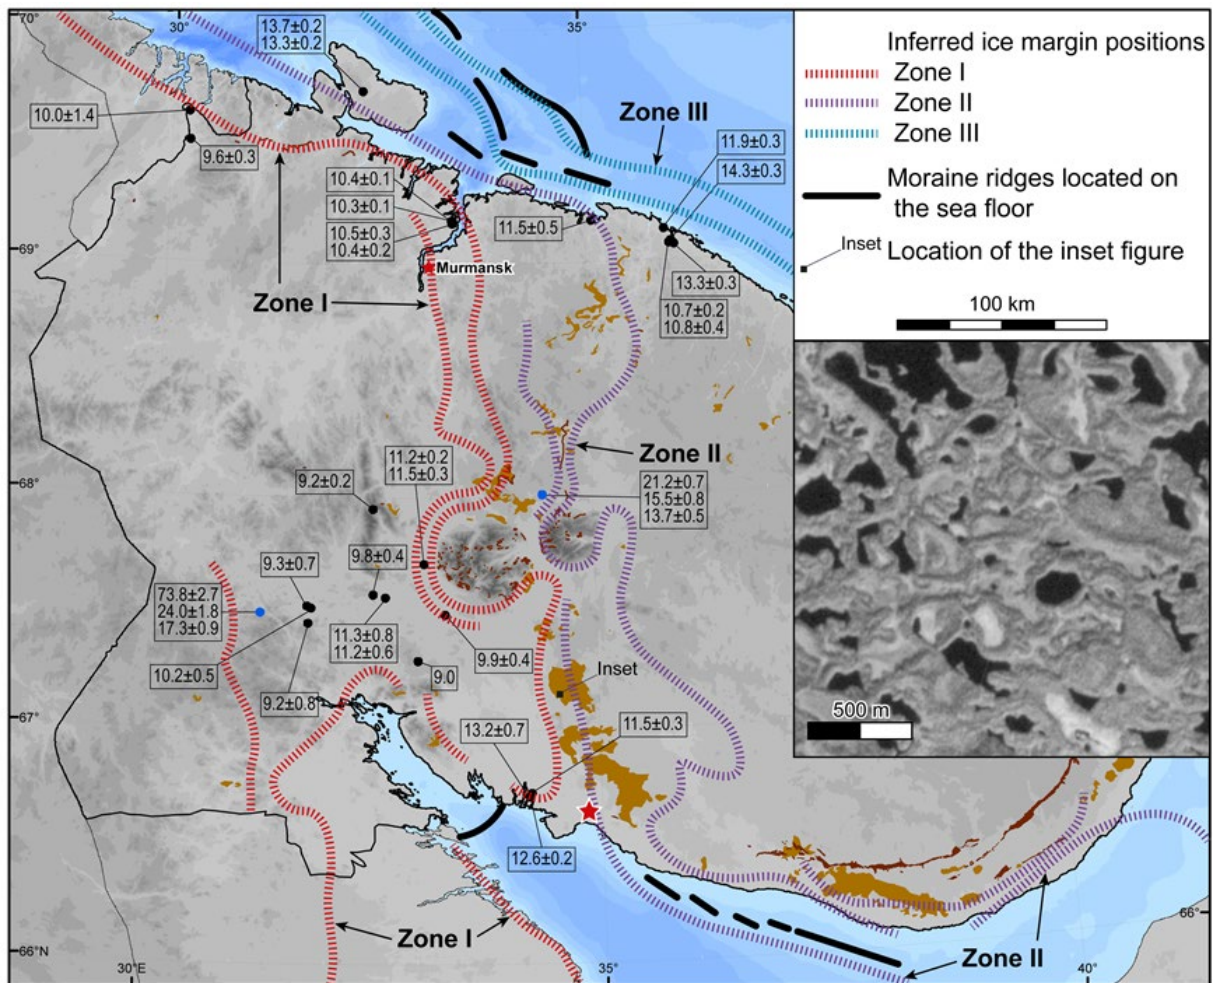 70°
30°
35°
13.7±0.2
13.3±0.2
Inferred ice margin positions
Zone I
Zone II
Zone III
Moraine ridges located on
the sea floor
Inset
Location of the inset figure
100 km
Zone III
10.0±1.4
9.6±0.3
11.9±0.3
14.3±0.3
10.4±0.1
10.3±0.1
10.5±0.3
10.4±0.2
11.5±0.5
69°
Murmansk
13.3±0.3
10.7±0.2
10.8±0.4
Zone I
Zone II
11.2±0.2
11.5±0.3
68°
9.2±0.2
21.2±0.7
15.5±0.8
13.7±0.5
9.3±0.7
9.8±0.4
73.8±2.7
24.0±1.8
17.3±0.9
11.3±0.8
11.2±0.6
10.2±0.5
9.9±0.4
9.0
Inset
9.2±0.8
67°
13.2±0.7
11.5±0.3
500 m
12.6±0.2
66°
Zone I
Zone II
66°N
30°E
35°
40°